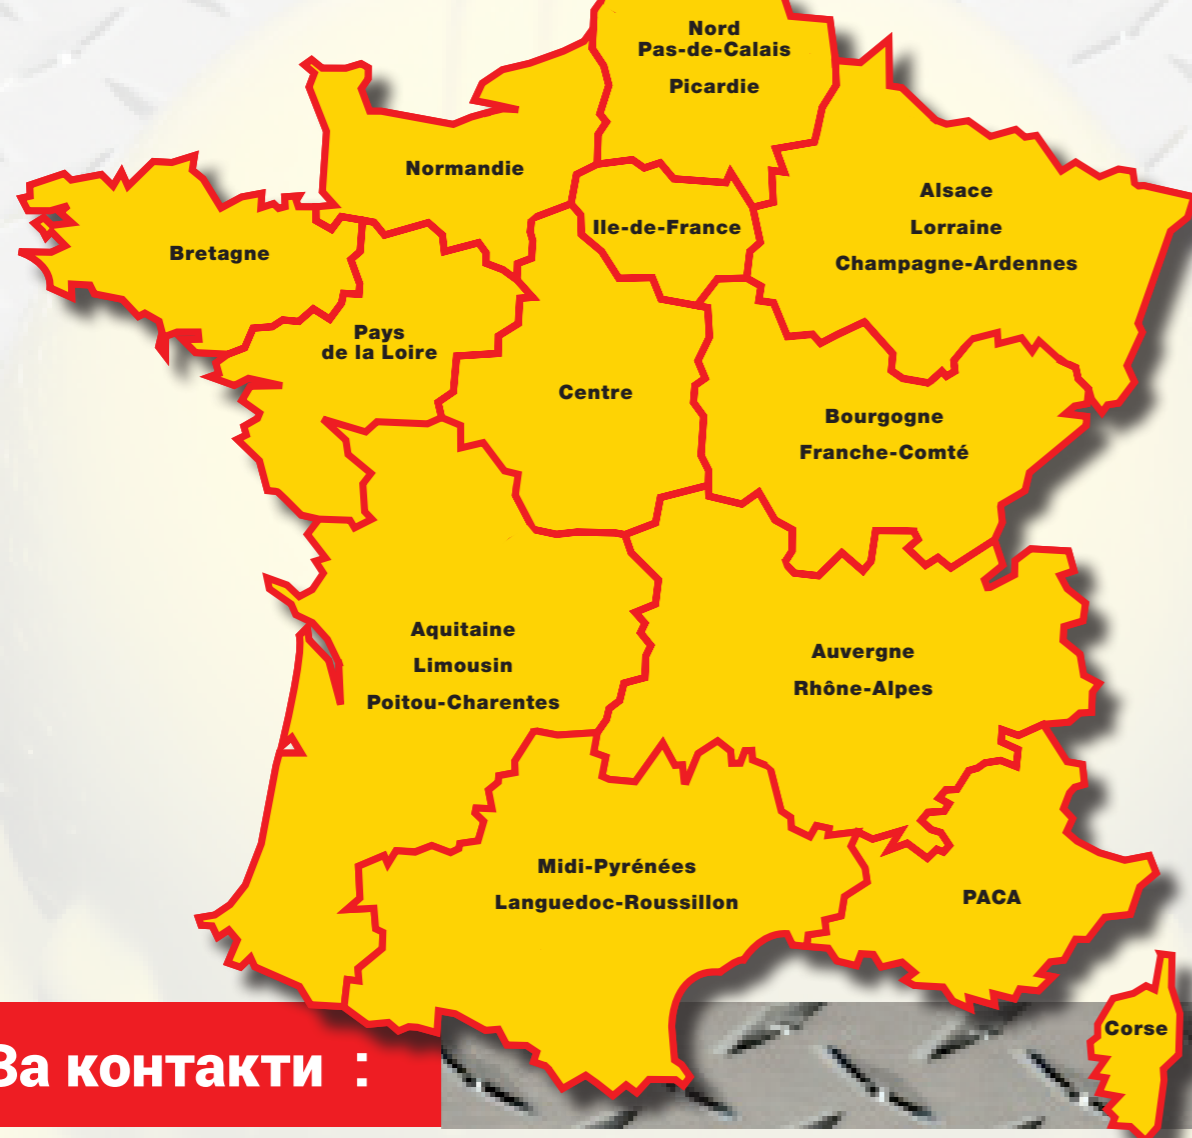 Nord
Pas-de-Calais
Picardie
Normandie
Alsace
Lorraine
Champagne-Ardennes
Ile-de-France
Bretagne
Pays
de la Loire
Centre
Bourgogne
Franche-Comté
Aquitaine
Limousin
Poitou-Charentes
Auvergne
Rhône-Alpes
Midi-Pyrénées
Languedoc-Roussillon
PACA
Corse
За контакти :